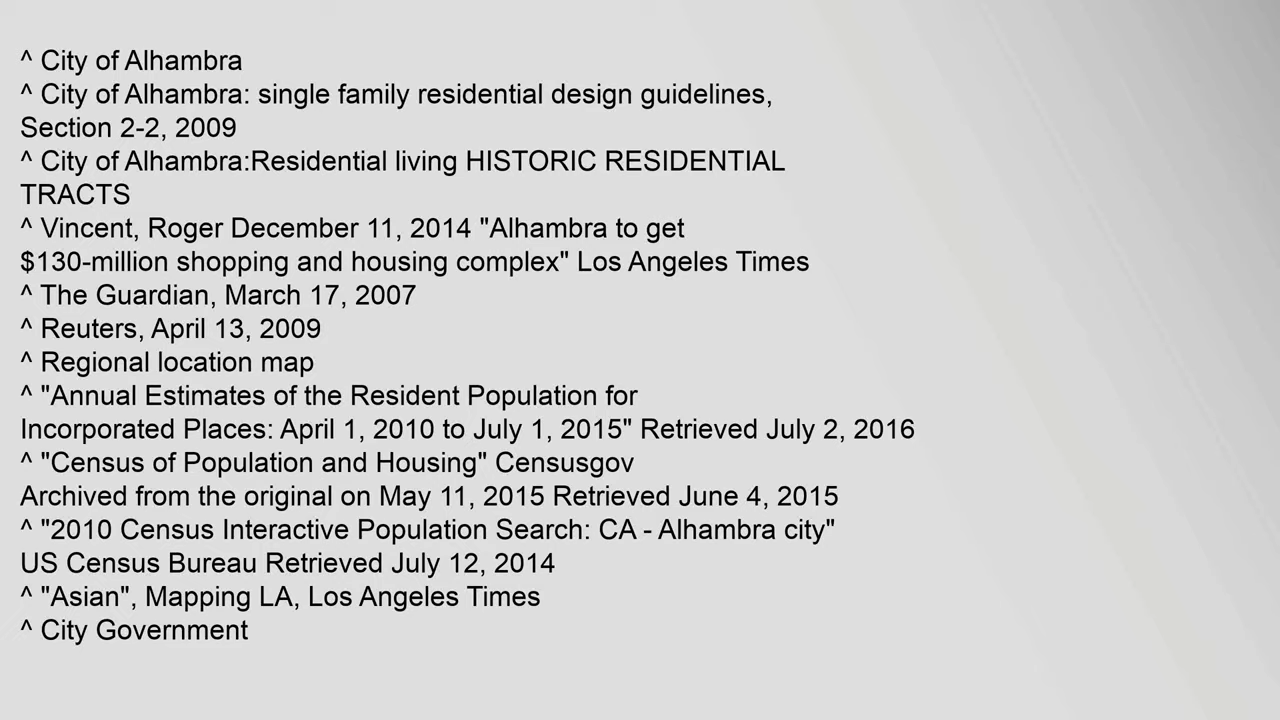 ^ City of Alhambra
^ City of Alhambra: single family residential design guidelines,
Section 2-2, 2009
^ City of Alhambra:Residential living HISTORIC RESIDENTIAL
TRACTS
^ Vincent, Roger December 11, 2014 "Alhambra to get
$130-million shopping and housing complex" Los Angeles Times
^ The Guardian, March 17, 2007
^ Reuters, April 13, 2009
^ Regional location map
^ "Annual Estimates of the Resident Population for
Incorporated Places: April 1, 2010 to July 1, 2015" Retrieved July 2, 2016
^ "Census of Population and Housing" Censusgov
Archived from the original on May 11, 2015 Retrieved June 4, 2015
^ "2010 Census Interactive Population Search: CA - Alhambra city"
US Census Bureau Retrieved July 12, 2014
^ "Asian", Mapping LA, Los Angeles Times
^ City Government